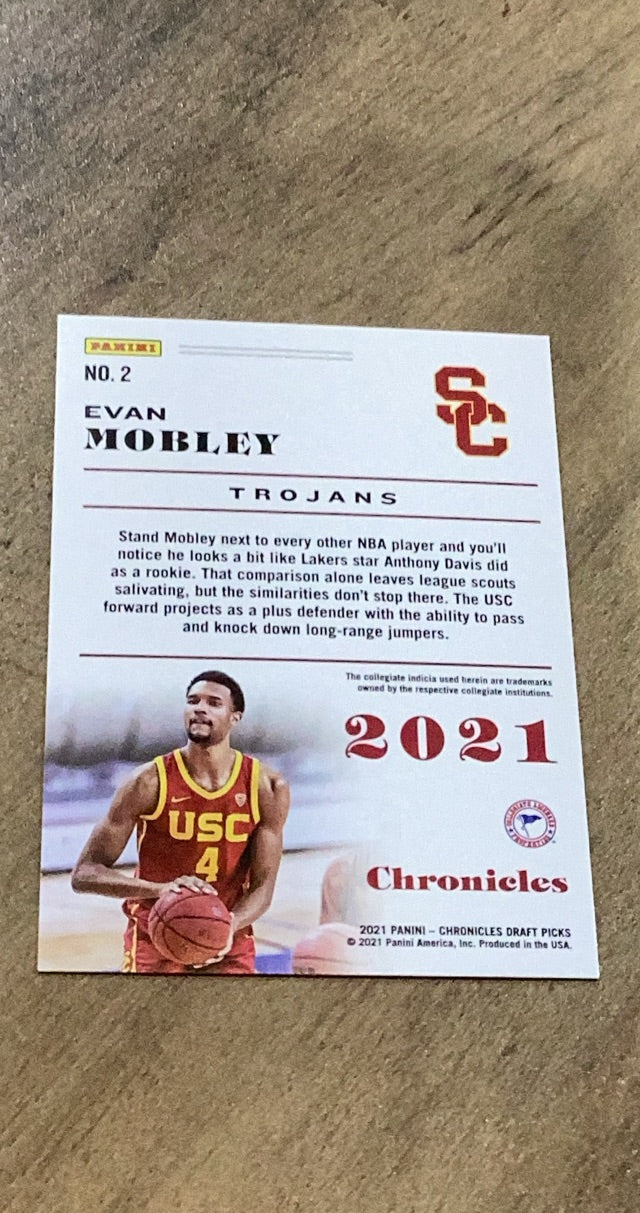 PANINI
NO. 2
SC
EVAN
MOBLEY
TROJANS
Stand Mobley next to every other NBA player and you'll
notice he looks a bit like Lakers star Anthony Davis did
as a rookie. That comparison alone leaves league scouts
salivating, but the similarities don't stop there. The USC
forward projects as a plus defender with the ability to pass
and knock down long-range jumpers.
The collegiate indicia used herein are trademarks
owned by the respective collegiate institutions.
2021
USC
4
COLLEGIATE LICENSED
Chronicles
2021 PANINI – CHRONICLES DRAFT PICKS
© 2021 Panini America, Inc. Produced in the USA.